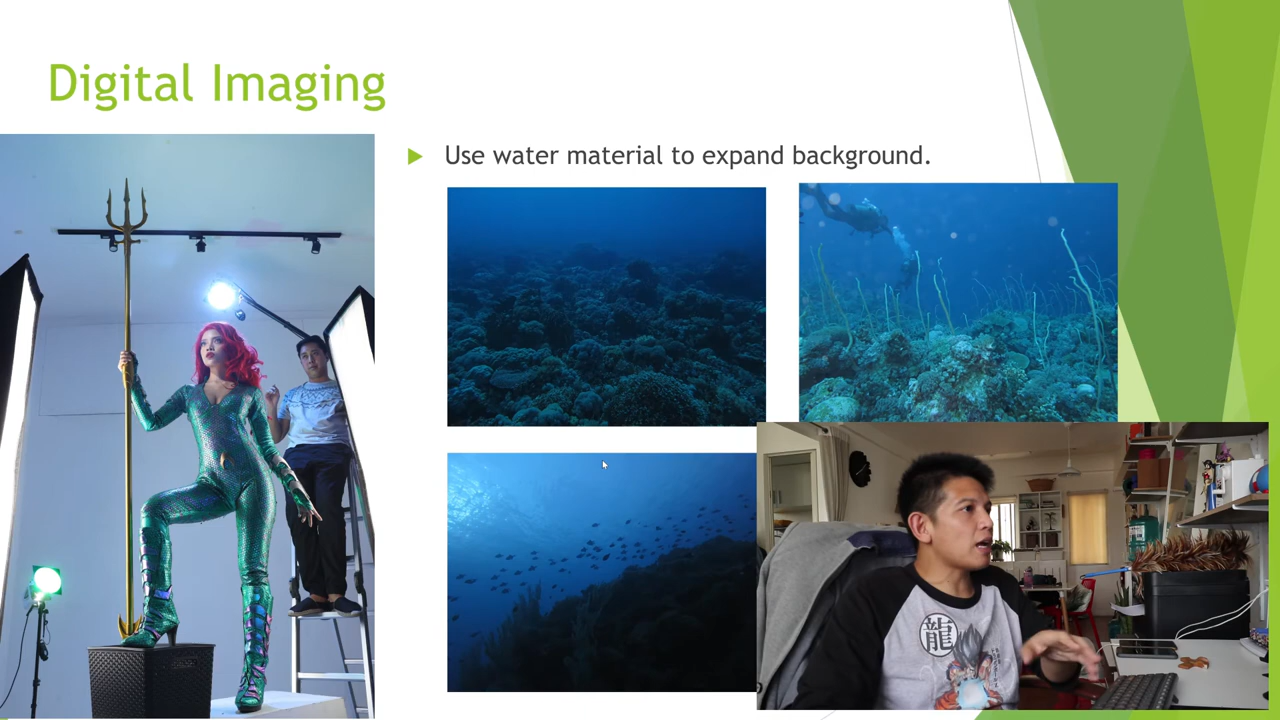 Digital Imaging
Use water material to expand background.
龍